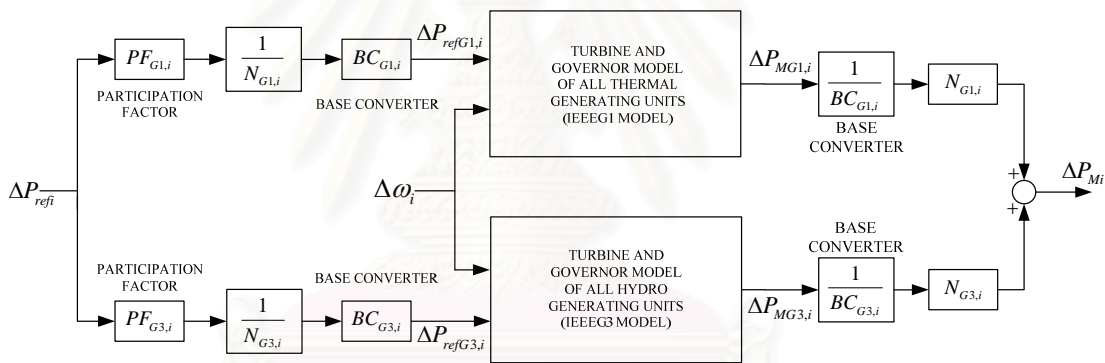 ΔP_refi
PF_G1,i
PARTICIPATION
FACTOR
1
N_G1,i
BC_G1,i
BASE CONVERTER
ΔP_refG1,i
TURBINE AND
GOVERNOR MODEL
OF ALL THERMAL
GENERATING UNITS
(IEEEG1 MODEL)
ΔP_MG1,i
1
BC_G1,i
BASE
CONVERTER
N_G1,i
Δω_i
+
+
ΔP_Mi
PARTICIPATION
FACTOR
PF_G3,i
1
N_G3,i
BASE CONVERTER
BC_G3,i
ΔP_refG3,i
TURBINE AND
GOVERNOR MODEL
OF ALL HYDRO
GENERATING UNITS
(IEEEG3 MODEL)
ΔP_MG3,i
BASE
CONVERTER
1
BC_G3,i
N_G3,i